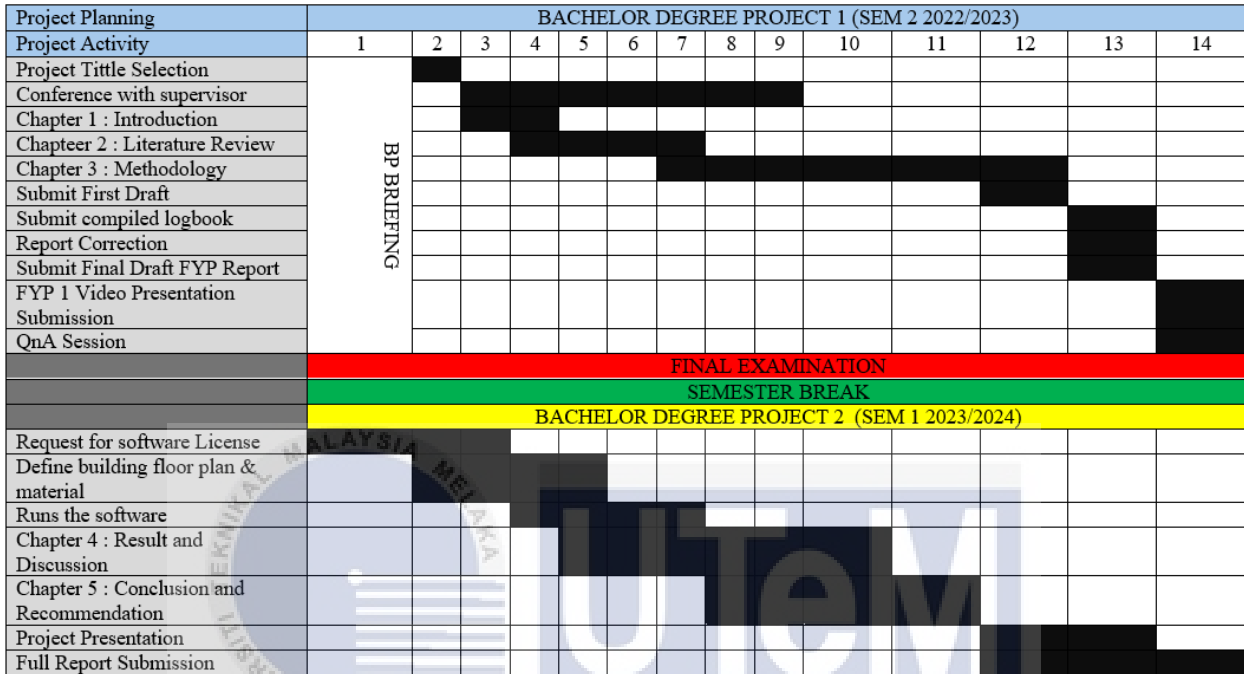 Project Planning BACHELOR DEGREE PROJECT 1 (SEM 2 2022/2023)
Project Activity 1 2 3 4 5 6 7 8 9 10 11 12 13 14
Project Tittle Selection
Conference with supervisor
Chapter 1 : Introduction
Chapteer 2 : Literature Review
Chapter 3 : Methodology
Submit First Draft
Submit compiled logbook
Report Correction
Submit Final Draft FYP Report
FYP 1 Video Presentation
Submission
QnA Session
BP BRIEFING
FINAL EXAMINATION
SEMESTER BREAK
BACHELOR DEGREE PROJECT 2 (SEM 1 2023/2024)
Request for software License
Define building floor plan &
material
Runs the software
Chapter 4 : Result and
Discussion
Chapter 5 : Conclusion and
Recommendation
Project Presentation
Full Report Submission
TEKNIKAL MALAYSIA MELAKA
UTeM